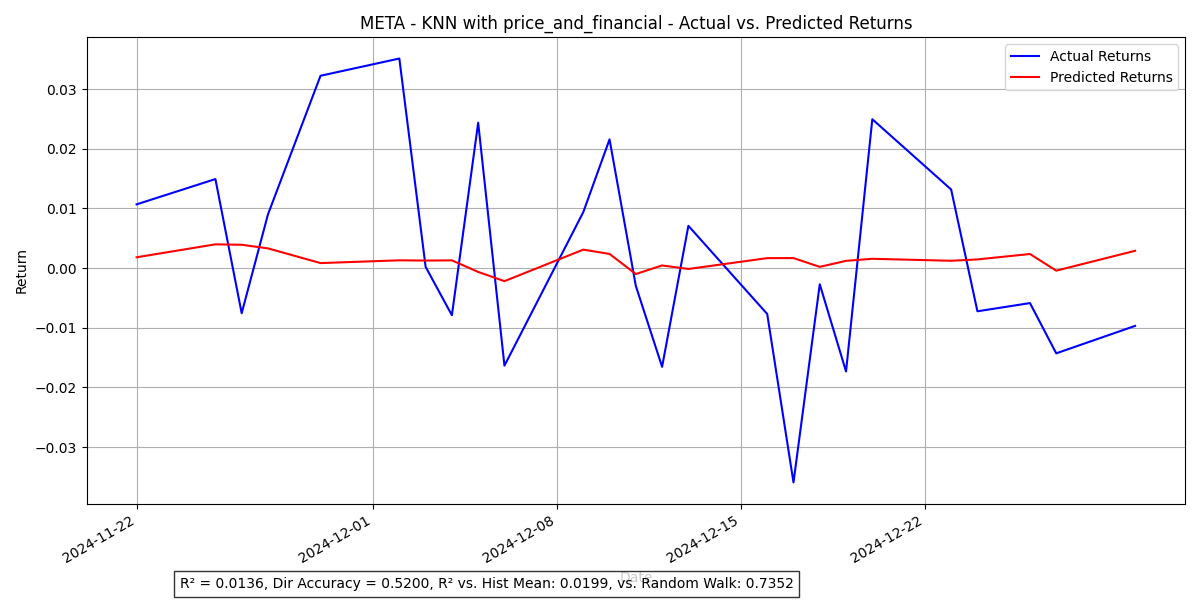 META - KNN with price_and_financial - Actual vs. Predicted Returns
Actual Returns
Predicted Returns
Return
0.03
0.02
0.01
0.00
−0.01
−0.02
−0.03
2024-11-22
2024-12-01
2024-12-08
2024-12-15
2024-12-22
Date
R² = 0.0136, Dir Accuracy = 0.5200, R² vs. Hist Mean: 0.0199, vs. Random Walk: 0.7352